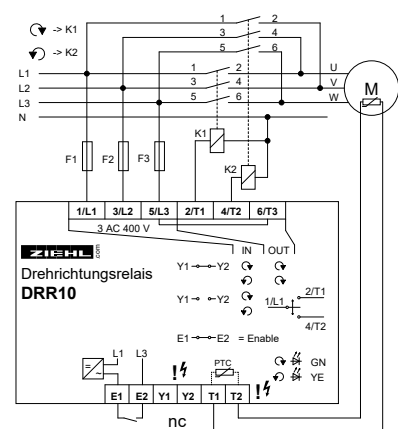 -> K1
-> K2
1 2
3 4
5 6
L1 1 2 U
L2 3 4 V
L3 5 6 W
N
M
K1
K2
F1 F2 F3
1/L1 3/L2 5/L3 2/T1 4/T2 6/T3
3 AC 400 V
ZIEHL.com
IN OUT
Drehrichtungsrelais
DRR10
Y1 Y2
Y1 Y2
1/L1 2/T1
4/T2
E1 E2 = Enable
L1 L3
= ~
PTC
GN
YE
E1 E2 Y1 Y2 T1 T2
!
!
nc